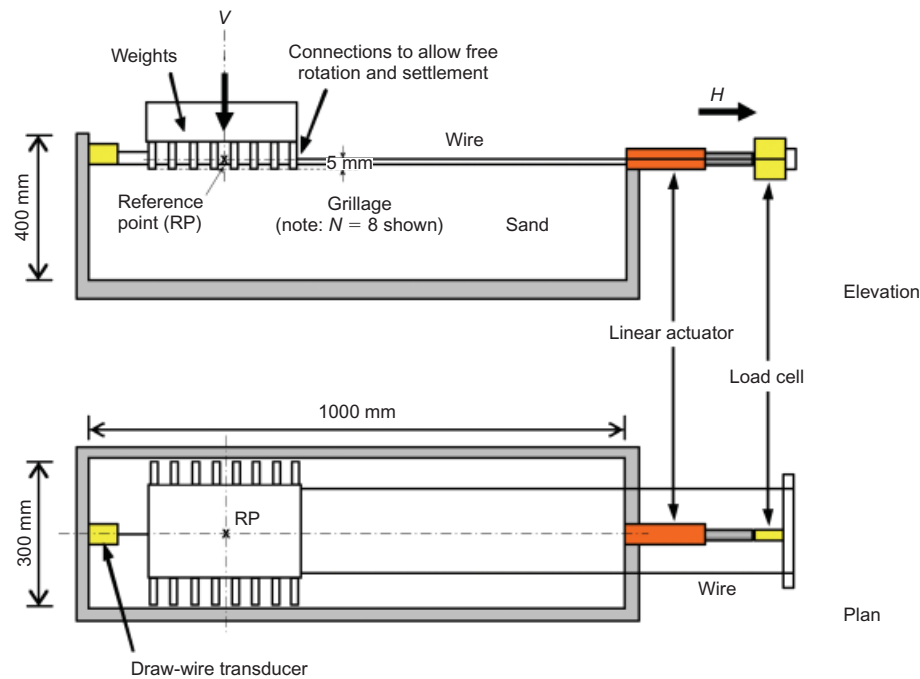 V
Weights
Connections to allow free
rotation and settlement
H
Wire
5 mm
400 mm
Reference
point (RP)
Grillage
(note: N = 8 shown)
Sand
Elevation
Linear actuator
Load cell
1000 mm
300 mm
RP
Wire
Plan
Draw-wire transducer